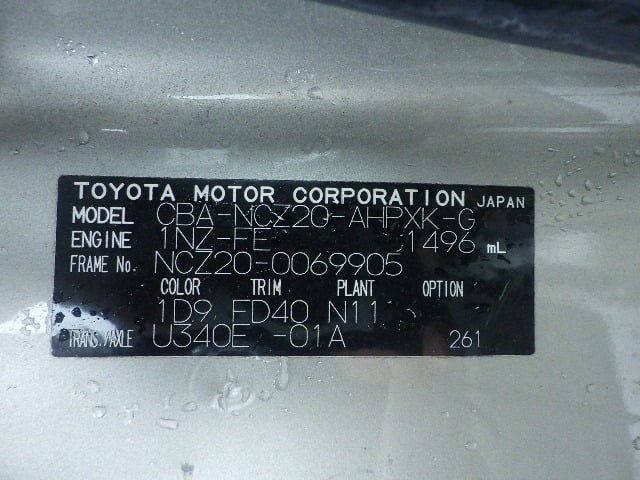 TOYOTA MOTOR CORPORATION JAPAN
MODEL CBA-NCZ20-AHPXK-G
ENGINE 1NZ-FE 1496 mL
FRAME No. NCZ20-0069905
COLOR TRIM PLANT OPTION
1D9 FD40 N11
TRANS./AXLE U340E -01A 261